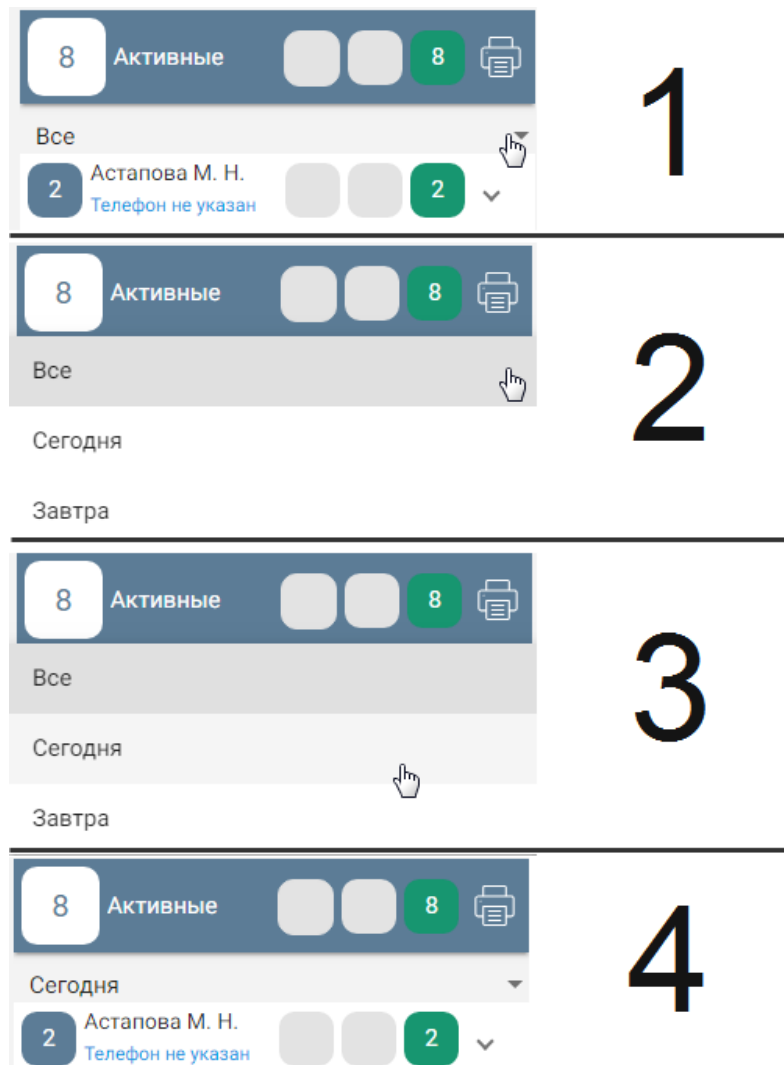 8 Активные 8
1
Все
2 Астапова М. Н. 2
Телефон не указан
8 Активные 8
2
Все
Сегодня
Завтра
8 Активные 8
3
Все
Сегодня
Завтра
8 Активные 8
4
Сегодня
2 Астапова М. Н. 2
Телефон не указан